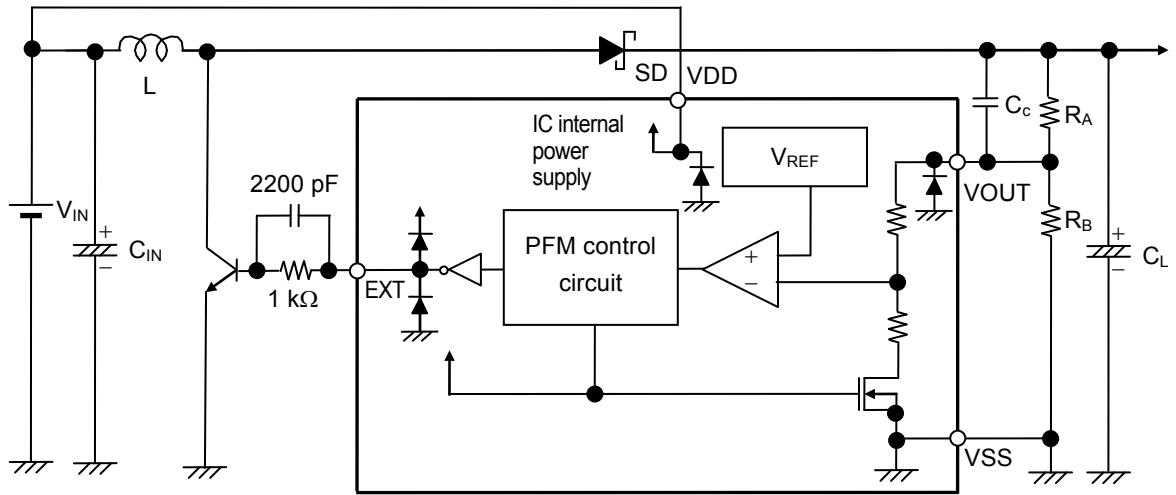 L
SD
VDD
IC internal
power
supply
VREF
Cc
RA
VOUT
RB
2200 pF
VIN
+
CIN
−
1 kΩ
EXT
PFM control
circuit
+
−
+
CL
−
VSS